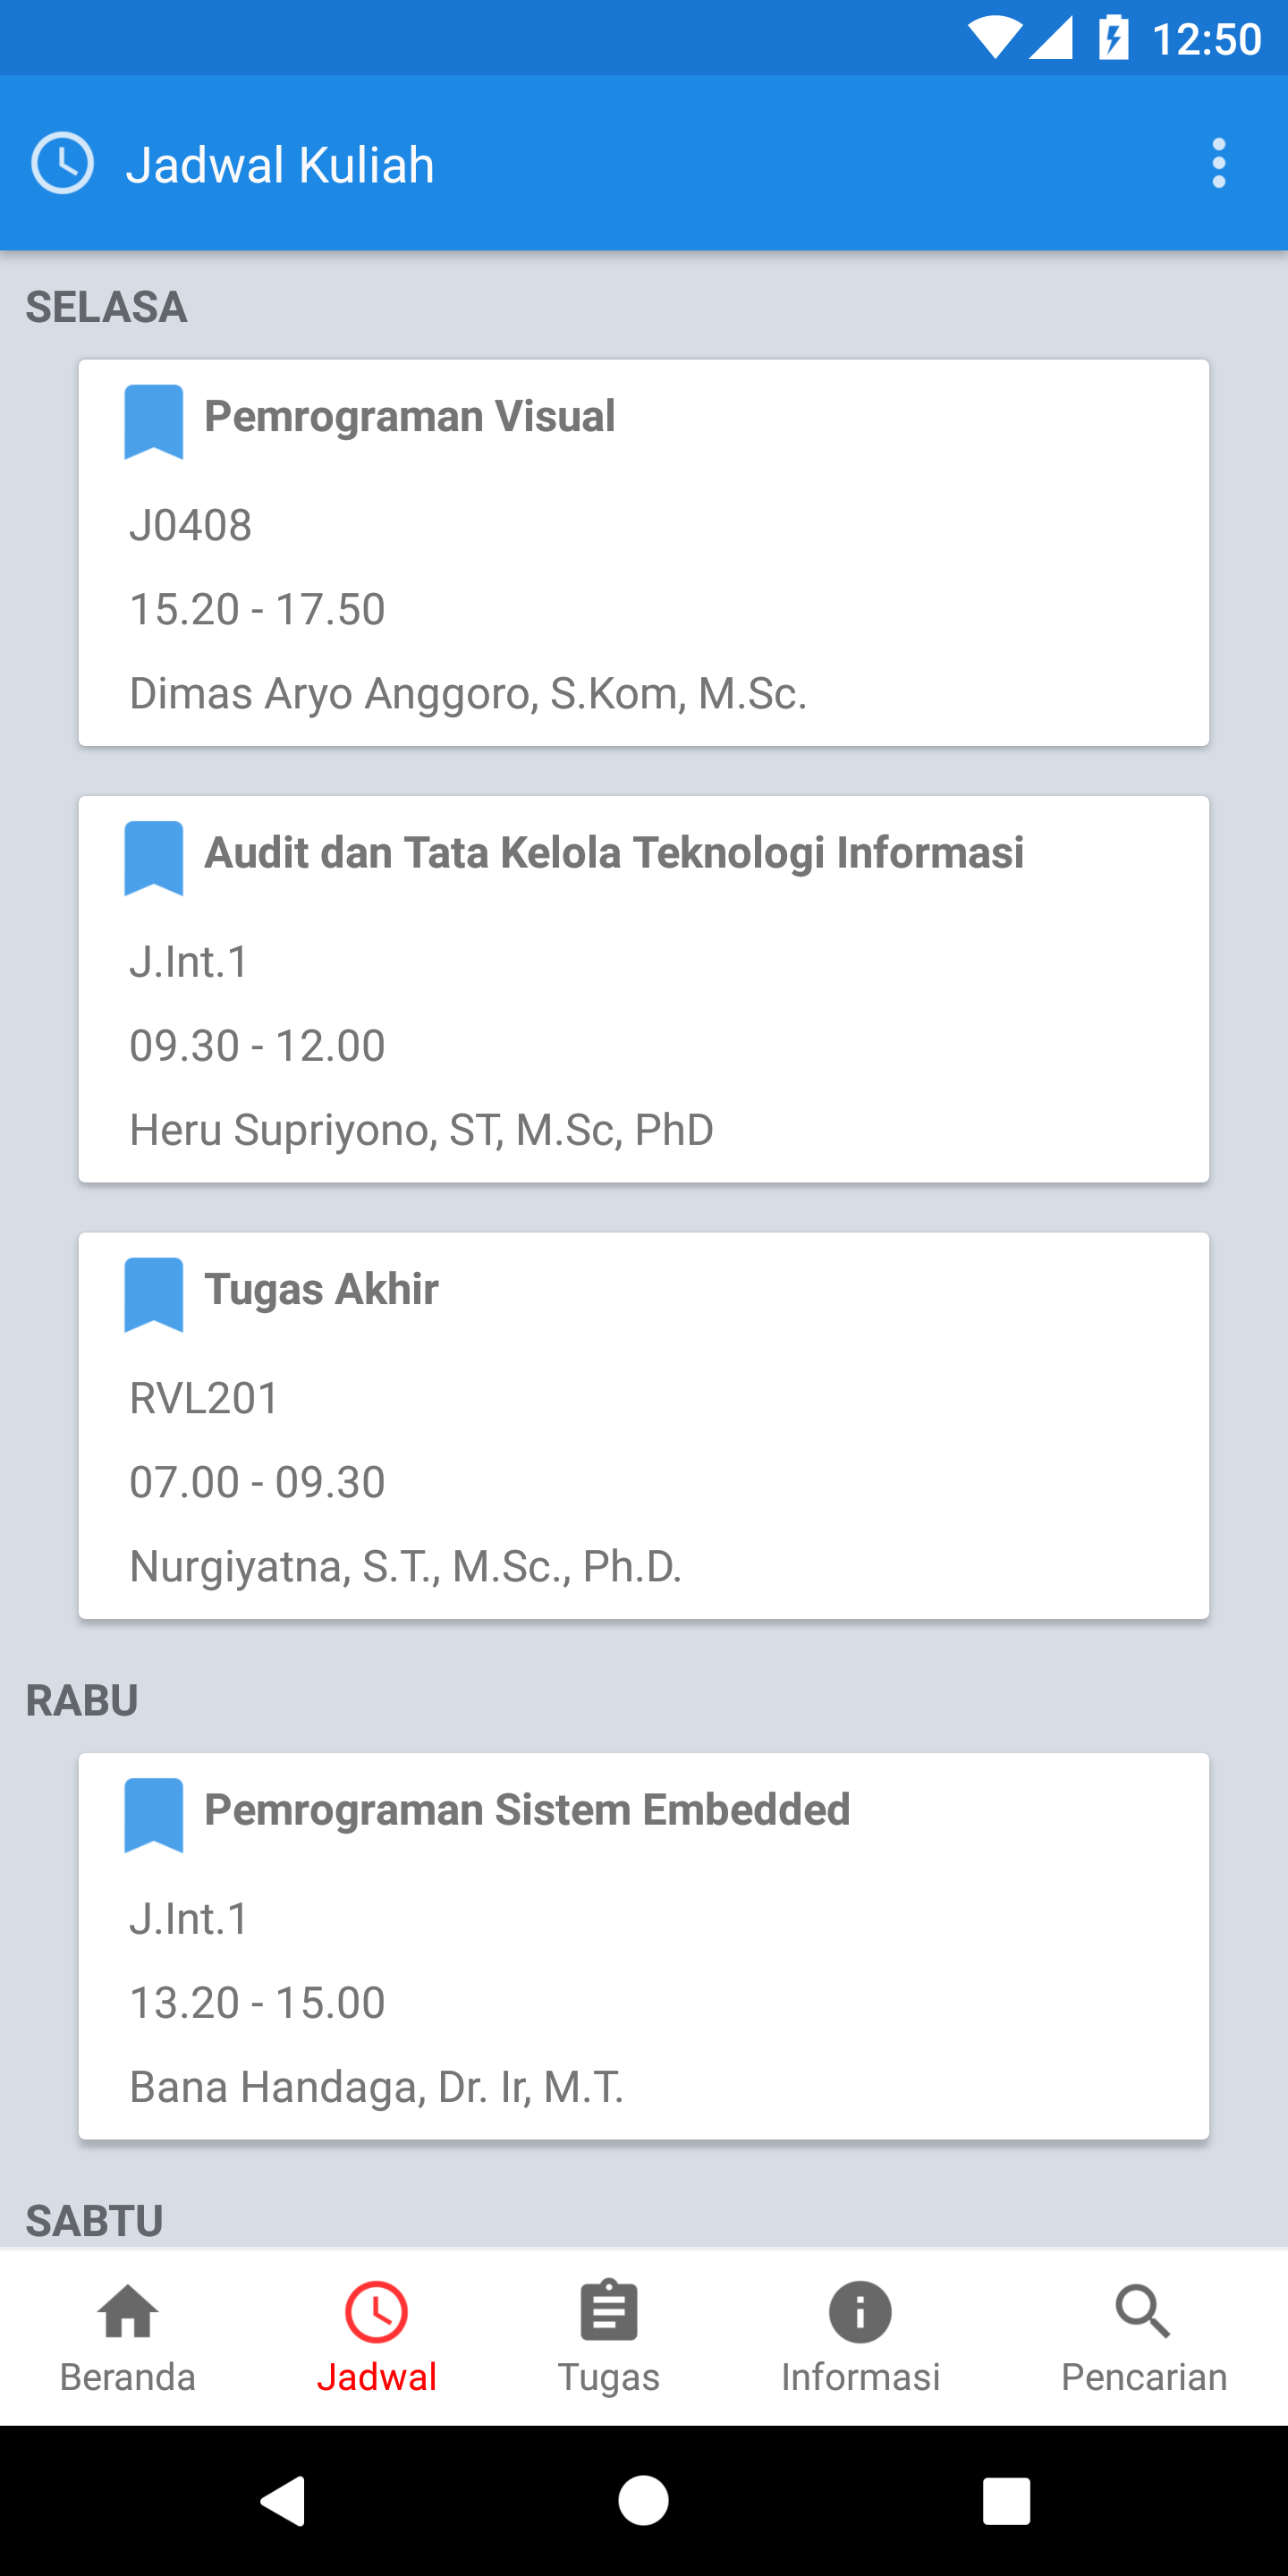 12:50
Jadwal Kuliah
SELASA
Pemrograman Visual
J0408
15.20 - 17.50
Dimas Aryo Anggoro, S.Kom, M.Sc.
Audit dan Tata Kelola Teknologi Informasi
J.Int.1
09.30 - 12.00
Heru Supriyono, ST, M.Sc, PhD
Tugas Akhir
RVL201
07.00 - 09.30
Nurgiyatna, S.T., M.Sc., Ph.D.
RABU
Pemrograman Sistem Embedded
J.Int.1
13.20 - 15.00
Bana Handaga, Dr. Ir, M.T.
SABTU
Beranda Jadwal Tugas Informasi Pencarian